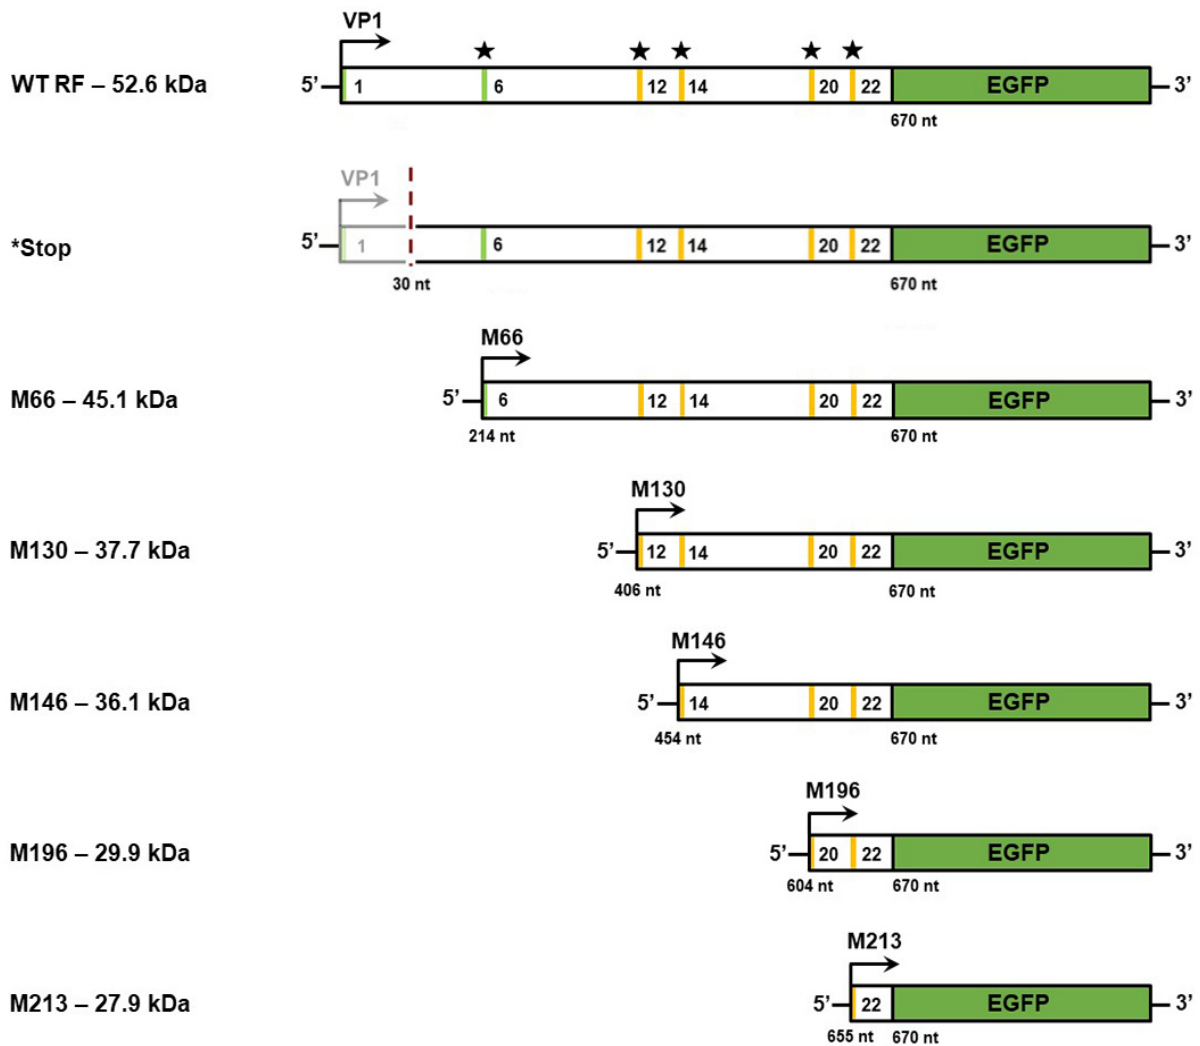 VP1
★ ★ ★ ★ ★
WT RF – 52.6 kDa 5’ 1 6 12 14 20 22 EGFP 3’
670 nt
VP1
*Stop 5’ 1 6 12 14 20 22 EGFP 3’
30 nt 670 nt
M66
M66 – 45.1 kDa 5’ 6 12 14 20 22 EGFP 3’
214 nt 670 nt
M130
M130 – 37.7 kDa 5’ 12 14 20 22 EGFP 3’
406 nt 670 nt
M146
M146 – 36.1 kDa 5’ 14 20 22 EGFP 3’
454 nt 670 nt
M196
M196 – 29.9 kDa 5’ 20 22 EGFP 3’
604 nt 670 nt
M213
M213 – 27.9 kDa 5’ 22 EGFP 3’
655 nt 670 nt